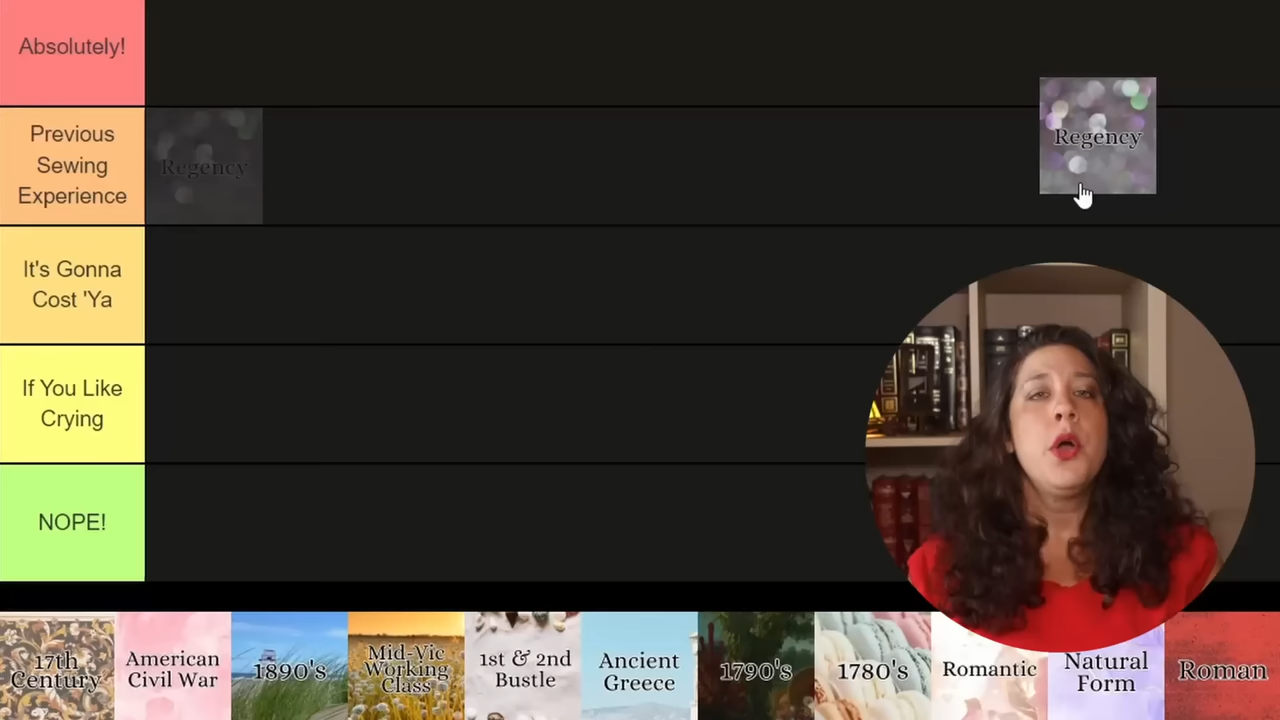 Absolutely!
Regency
Previous
Sewing
Experience
Regency
It's Gonna
Cost 'Ya
If You Like
Crying
NOPE!
17th
Century
American
Civil War
1890's
Mid-Vic
Working
Class
1st & 2nd
Bustle
Ancient
Greece
1790's
1780's
Romantic
Natural
Form
Roman